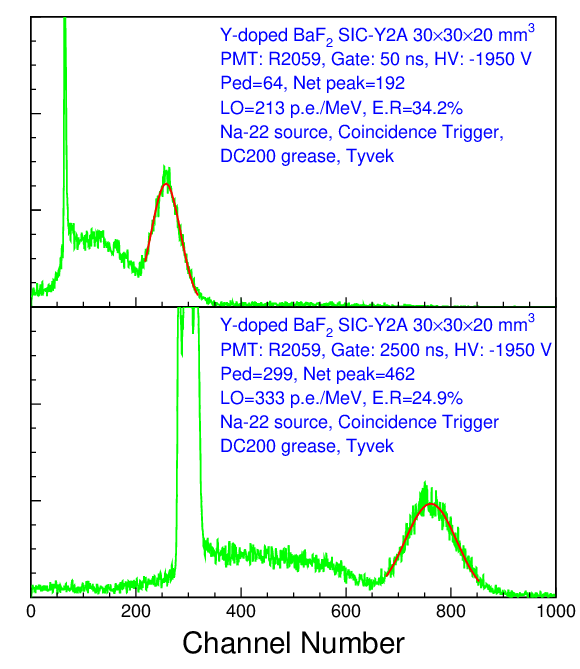 Y-doped BaF₂ SIC-Y2A 30×30×20 mm³
PMT: R2059, Gate: 50 ns, HV: -1950 V
Ped=64, Net peak=192
LO=213 p.e./MeV, E.R=34.2%
Na-22 source, Coincidence Trigger,
DC200 grease, Tyvek
Y-doped BaF₂ SIC-Y2A 30×30×20 mm³
PMT: R2059, Gate: 2500 ns, HV: -1950 V
Ped=299, Net peak=462
LO=333 p.e./MeV, E.R=24.9%
Na-22 source, Coincidence Trigger
DC200 grease, Tyvek
0 200 400 600 800 1000
Channel Number